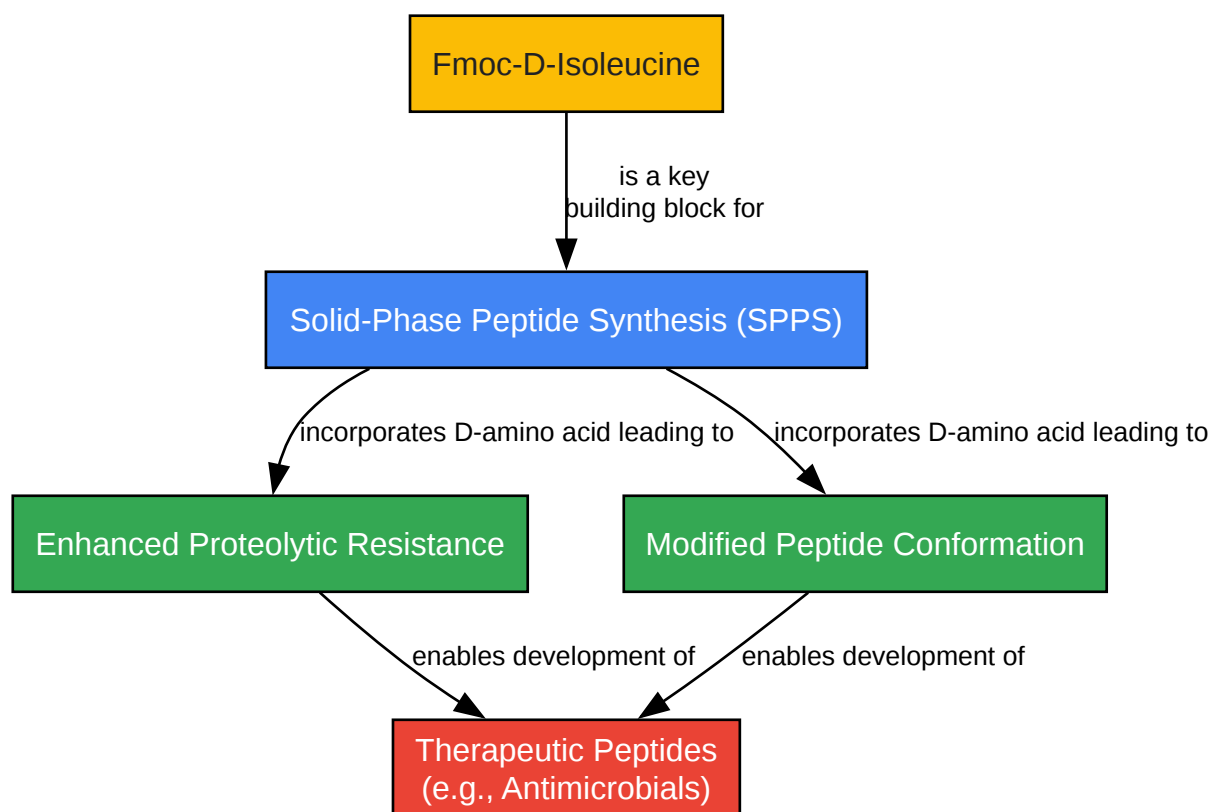 Fmoc-D-Isoleucine
is a key
building block for
Solid-Phase Peptide Synthesis (SPPS)
incorporates D-amino acid leading to
incorporates D-amino acid leading to
Enhanced Proteolytic Resistance
Modified Peptide Conformation
enables development of
enables development of
Therapeutic Peptides
(e.g., Antimicrobials)